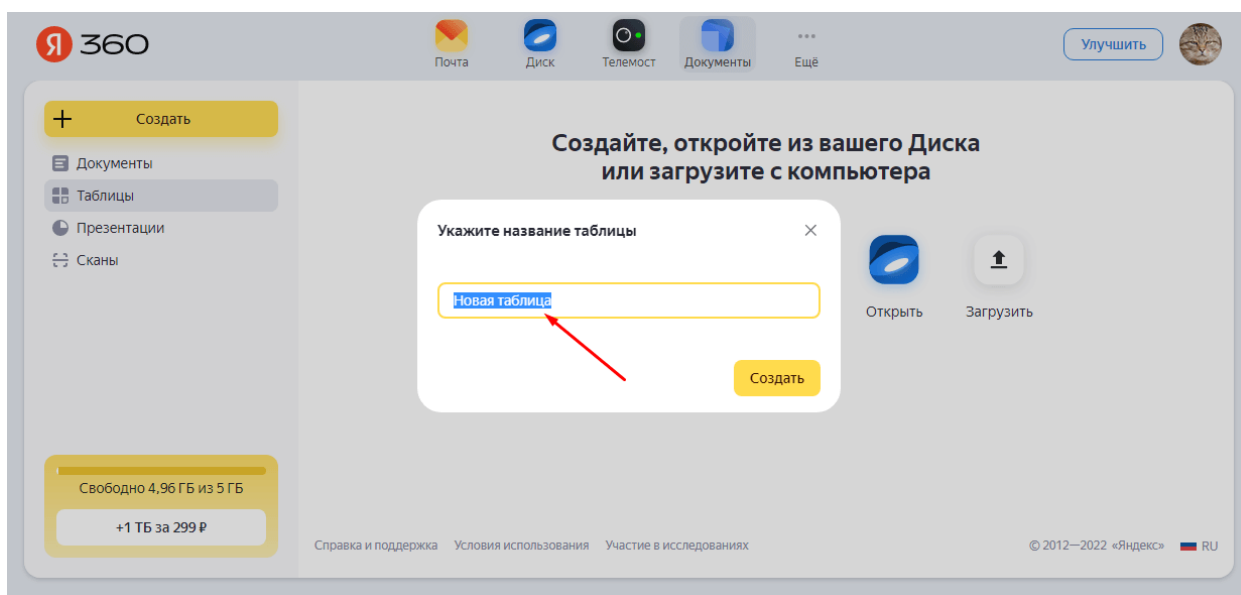 Я 360
Почта
Диск
Телемост
Документы
Ещё
Улучшить
Создать
Документы
Таблицы
Презентации
Сканы
Создайте, откройте из вашего Диска
или загрузите с компьютера
Укажите название таблицы
Новая таблица
Создать
Открыть
Загрузить
Свободно 4,96 ГБ из 5 ГБ
+1 ТБ за 299 ₽
Справка и поддержка Условия использования Участие в исследованиях
© 2012—2022 «Яндекс» RU